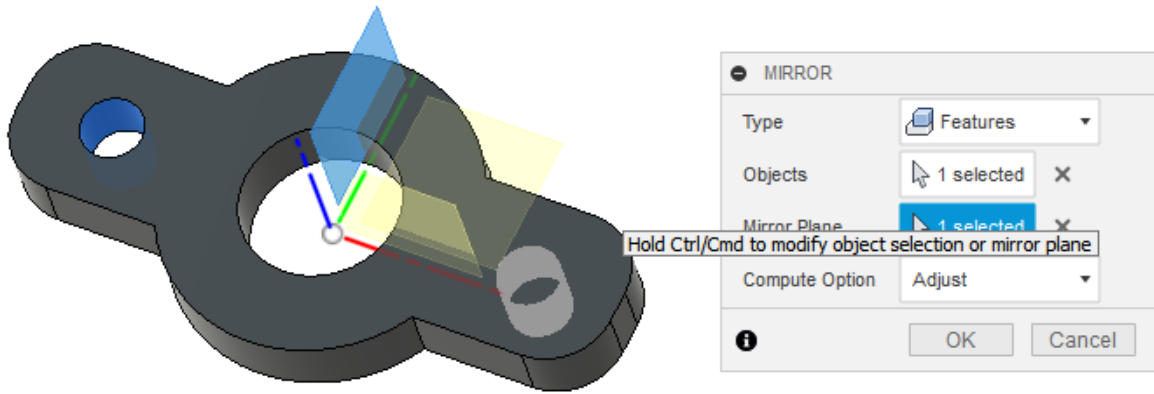 MIRROR
Type Features
Objects 1 selected
Mirror Plane 1 selected
Hold Ctrl/Cmd to modify object selection or mirror plane
Compute Option Adjust
OK Cancel